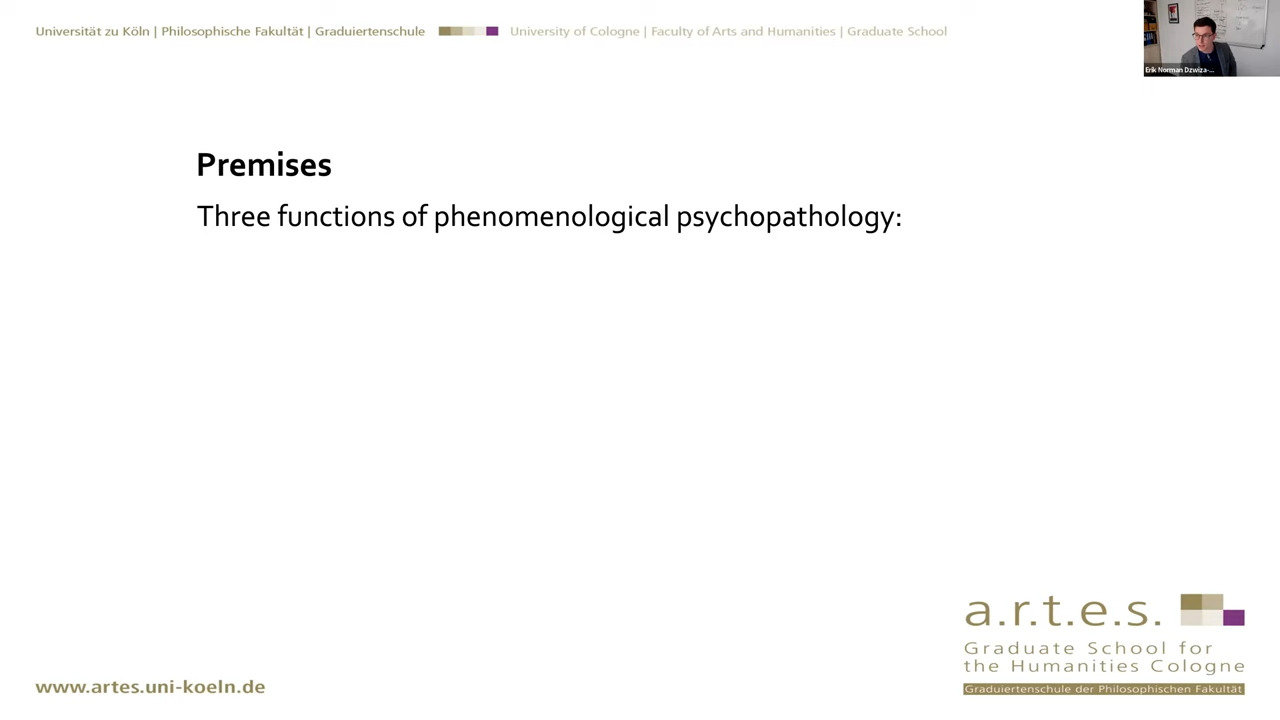 Universität zu Köln | Philosophische Fakultät | Graduiertenschule
University of Cologne | Faculty of Arts and Humanities | Graduate School
Erik Norman Dzwiza-...
Premises
Three functions of phenomenological psychopathology:
a.r.t.e.s.
Graduate School for
the Humanities Cologne
Graduiertenschule der Philosophischen Fakultät
www.artes.uni-koeln.de